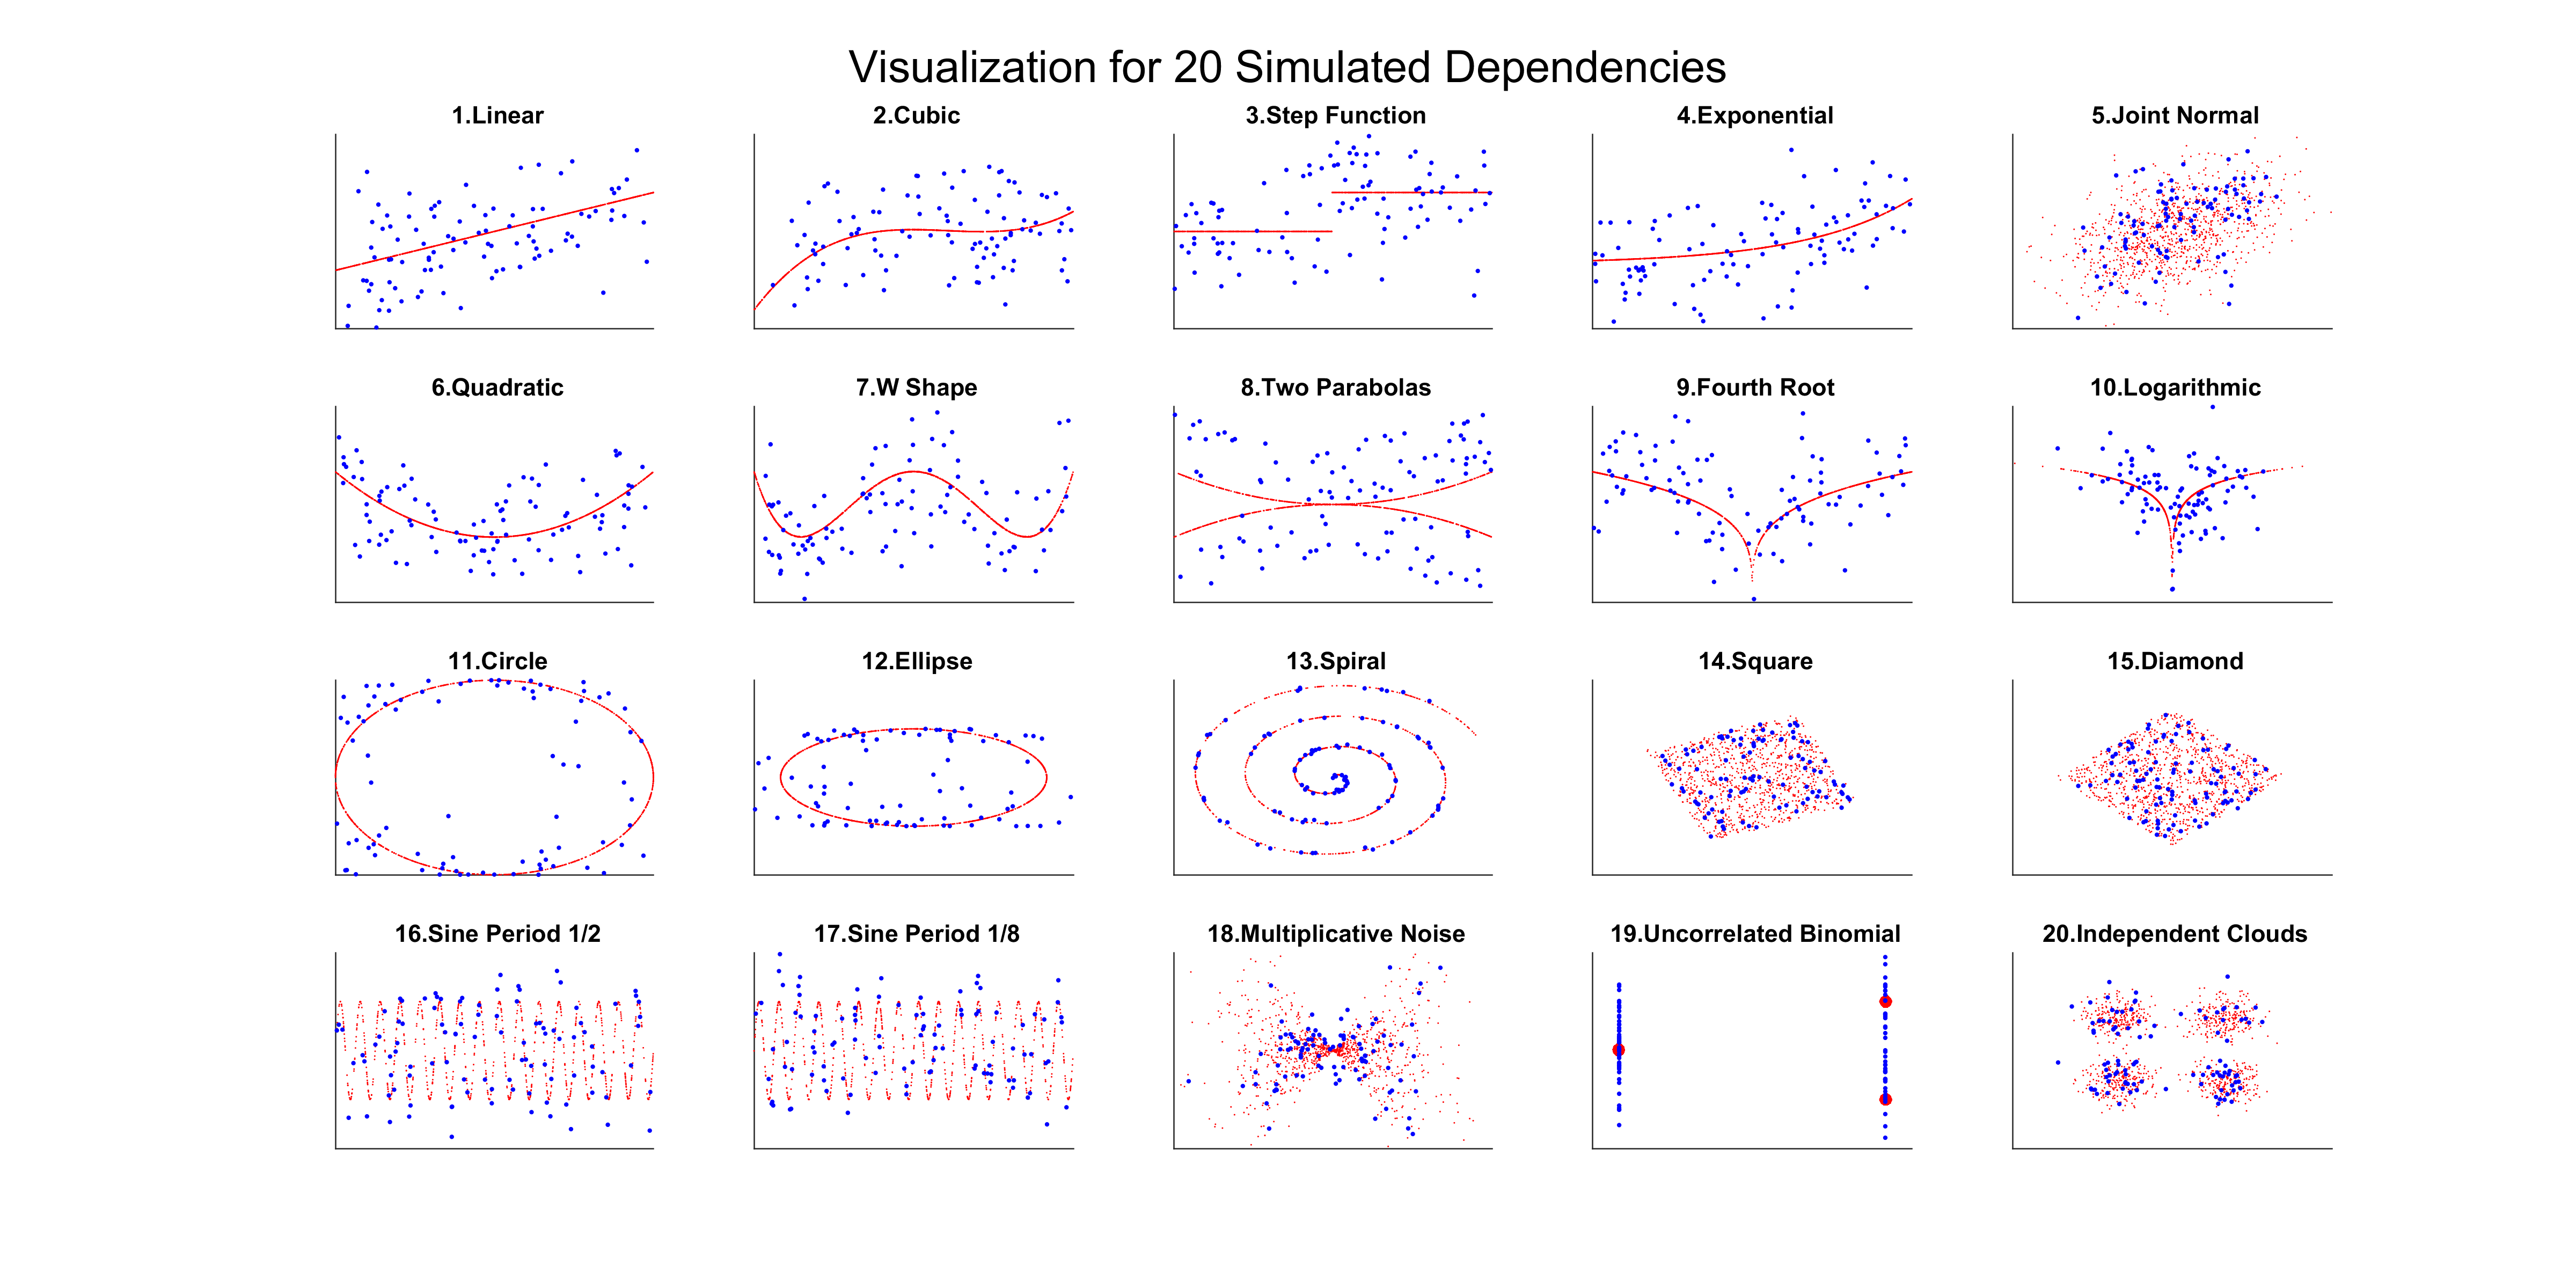 Visualization for 20 Simulated Dependencies
1.Linear
2.Cubic
3.Step Function
4.Exponential
5.Joint Normal
6.Quadratic
7.W Shape
8.Two Parabolas
9.Fourth Root
10.Logarithmic
11.Circle
12.Ellipse
13.Spiral
14.Square
15.Diamond
16.Sine Period 1/2
17.Sine Period 1/8
18.Multiplicative Noise
19.Uncorrelated Binomial
20.Independent Clouds